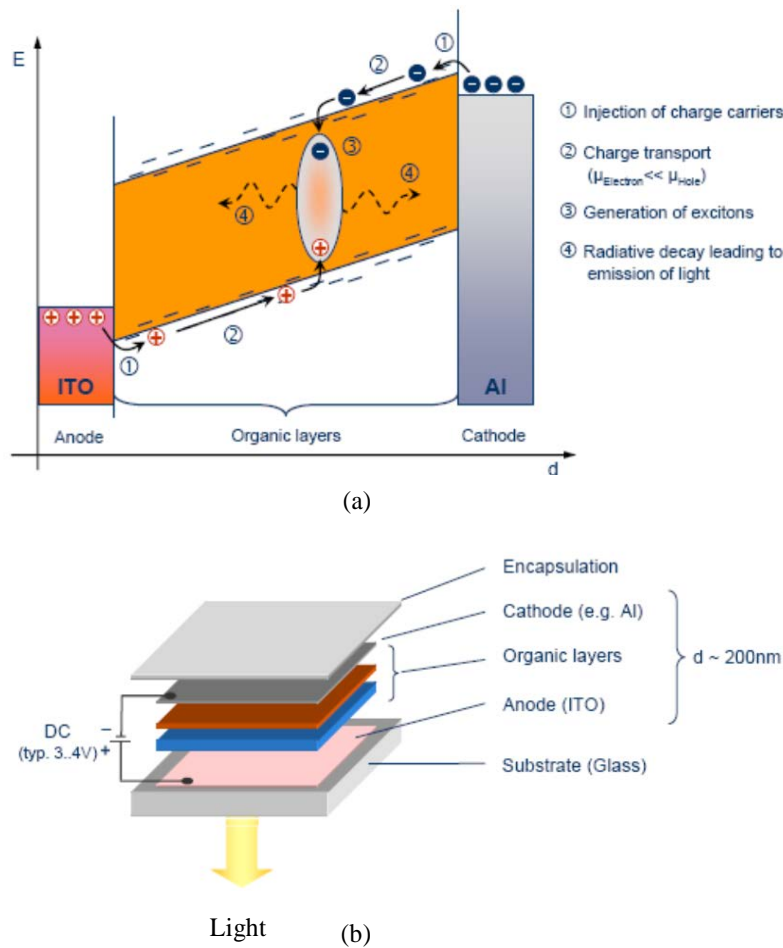 E
①
②
②
①
③
④
④
①
②
ITO
Al
Anode
Organic layers
Cathode
d
① Injection of charge carriers
② Charge transport
(μElectron<< μHole)
③ Generation of excitons
④ Radiative decay leading to
emission of light
(a)
Encapsulation
Cathode (e.g. Al)
Organic layers
d ~ 200nm
Anode (ITO)
Substrate (Glass)
DC
(typ. 3..4V)
−
+
Light
(b)